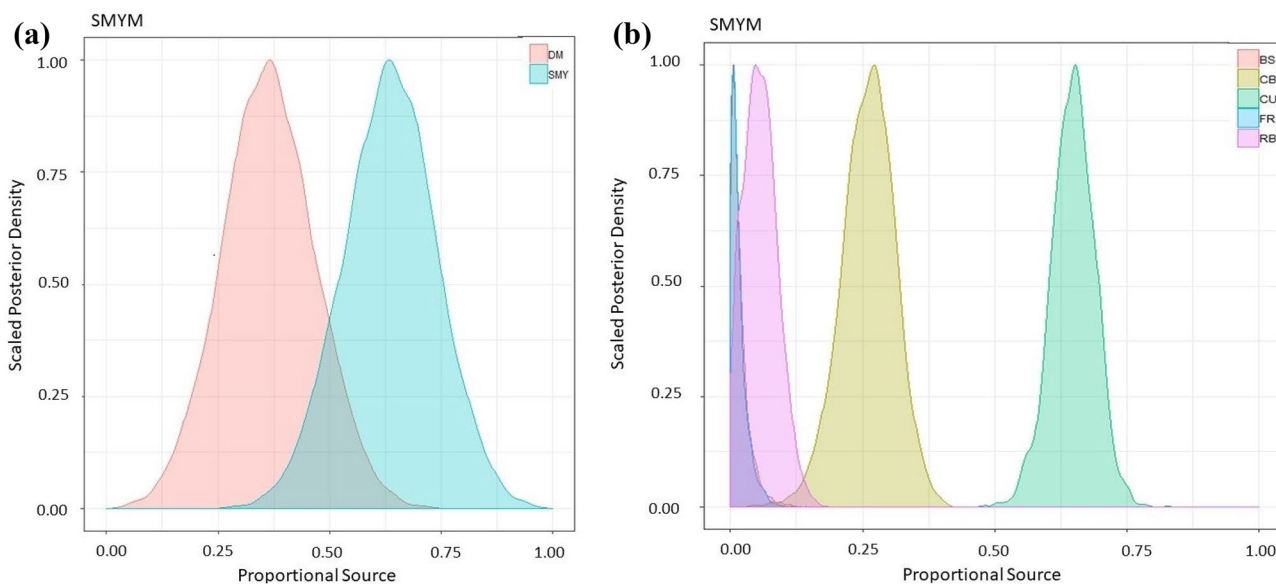 (a)
SMYM
DM
SMY
1.00
0.75
0.50
0.25
0.00
Scaled Posterior Density
0.00 0.25 0.50 0.75 1.00
Proportional Source
(b)
SMYM
BS
CB
CU
FR
RB
1.00
0.75
0.50
0.25
0.00
Scaled Posterior Density
0.00 0.25 0.50 0.75 1.00
Proportional Source